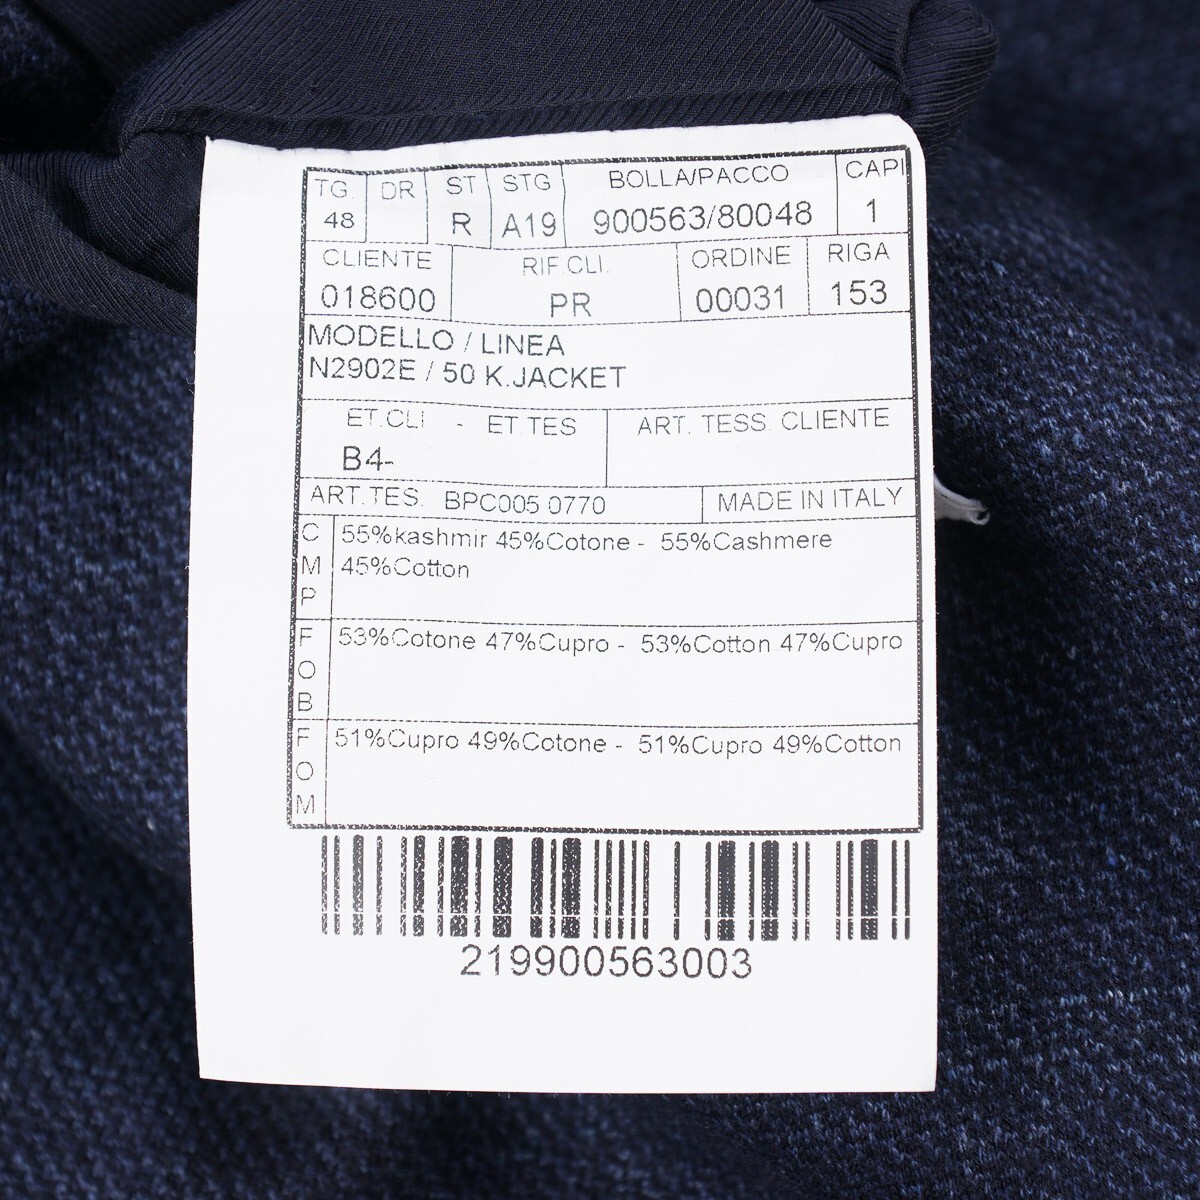 TG. DR ST STG BOLLA/PACCO CAPI
48 R A19 900563/80048 1
CLIENTE RIF.CLI. ORDINE RIGA
018600 PR 00031 153
MODELLO / LINEA
N2902E / 50 K.JACKET
ET.CLI - ET.TES ART. TESS. CLIENTE
B4-
ART.TES. BPC005 0770 MADE IN ITALY
CMP
55%kashmir 45%Cotone - 55%Cashmere
45%Cotton
FOB
53%Cotone 47%Cupro - 53%Cotton 47%Cupro
FOM
51%Cupro 49%Cotone - 51%Cupro 49%Cotton
219900563003